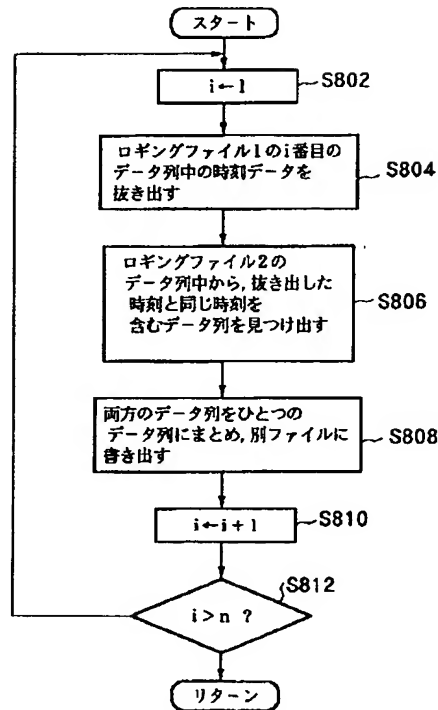 スタート
i←1
S802
ロギングファイル1のi番目の
データ列中の時刻データを
抜き出す
S804
ロギングファイル2の
データ列中から,抜き出した
時刻と同じ時刻を
含むデータ列を見つけ出す
S806
両方のデータ列をひとつの
データ列にまとめ,別ファイルに
書き出す
S808
i←i+1
S810
S812
i>n ?
リターン